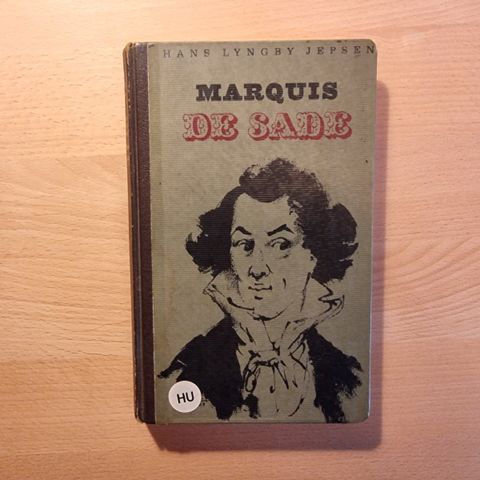 HANS LYNGBY JEPSEN
MARQUIS
DE SADE
HU